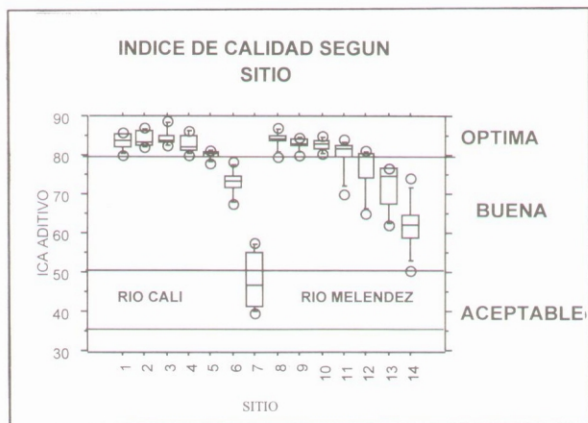 INDICE DE CALIDAD SEGUN
SITIO
ICA ADITIVO
90
80
70
60
50
40
30
OPTIMA
BUENA
ACEPTABLE
RIO CALI
RIO MELENDEZ
1 2 3 4 5 6 7 8 9 10 11 12 13 14
SITIO